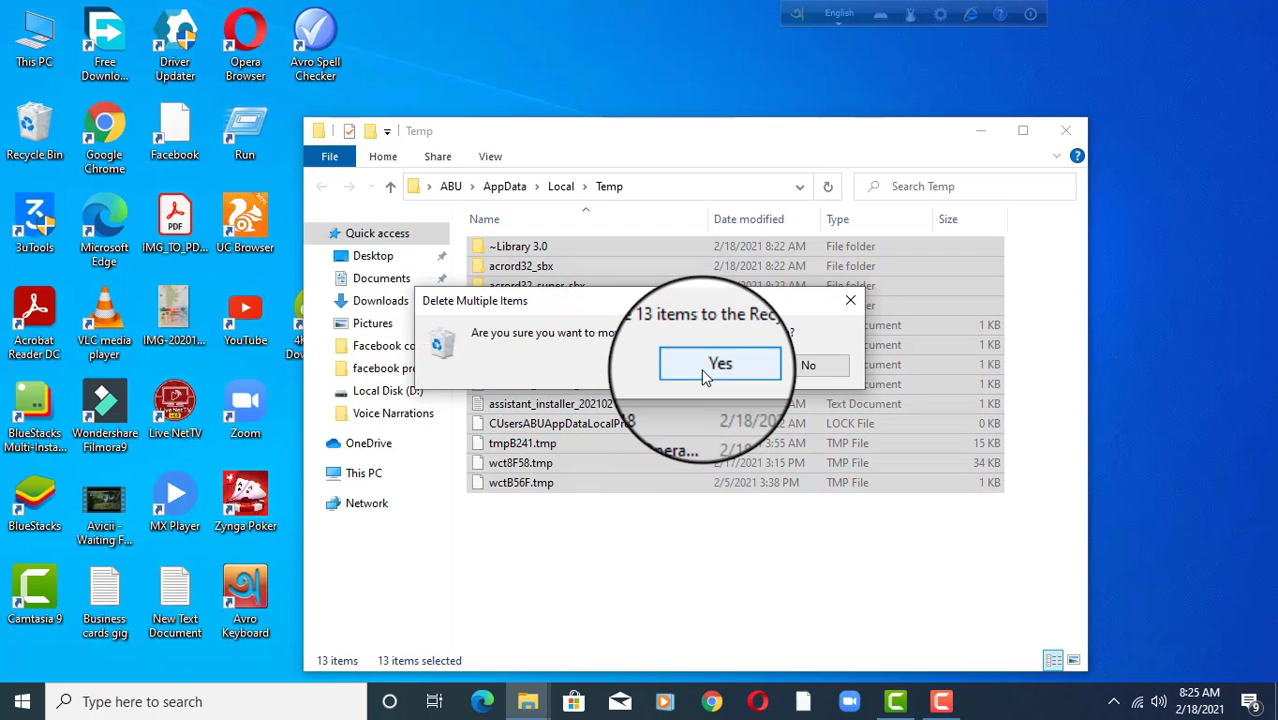 English
This PC
Free Downlo...
Driver Updater
Opera Browser
Avro Spell Checker
Recycle Bin
Google Chrome
Facebook
Run
3uTools
Microsoft Edge
IMG_TO_PD...
UC Browser
Acrobat Reader DC
VLC media player
IMG-20201...
YouTube
BlueStacks Multi-Insta...
Wondershare Filmora9
Live NetTV
Zoom
BlueStacks
Avicii - Waiting F...
MX Player
Zynga Poker
Camtasia 9
Business cards gig
New Text Document
Avro Keyboard
Temp
File Home Share View
ABU > AppData > Local > Temp
Search Temp
Name Date modified Type Size
Quick access
Desktop
Documents
Downloads
Pictures
Facebook co
facebook pr
Local Disk (D:)
Voice Narrations
OneDrive
This PC
Network
~Library 3.0 2/18/2021 8:22 AM File folder
acrord32_sbx 2/18/2021 8:22 AM File folder
Delete Multiple Items
Are you sure you want to mo
13 items to the Rec
?
Yes
No
ocument 1 KB
ocument 1 KB
ocument 1 KB
ocument 1 KB
assistant_installer_202102 Text Document 1 KB
CUsersABUAppDataLocalPr 2/18/202 LOCK File 0 KB
tmpB241.tmp 3:55 AM TMP File 15 KB
wct8F58.tmp 2/17/2021 3:15 PM TMP File 34 KB
wctB56F.tmp 2/5/2021 3:38 PM TMP File 1 KB
13 items 13 items selected
Type here to search
8:25 AM
2/18/2021
9